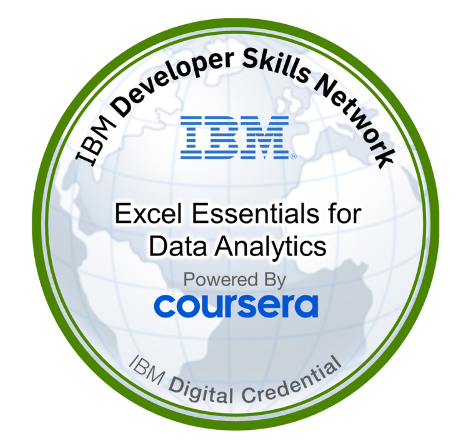 IBM Developer Skills Network
IBM
Excel Essentials for
Data Analytics
Powered By
coursera
IBM Digital Credential